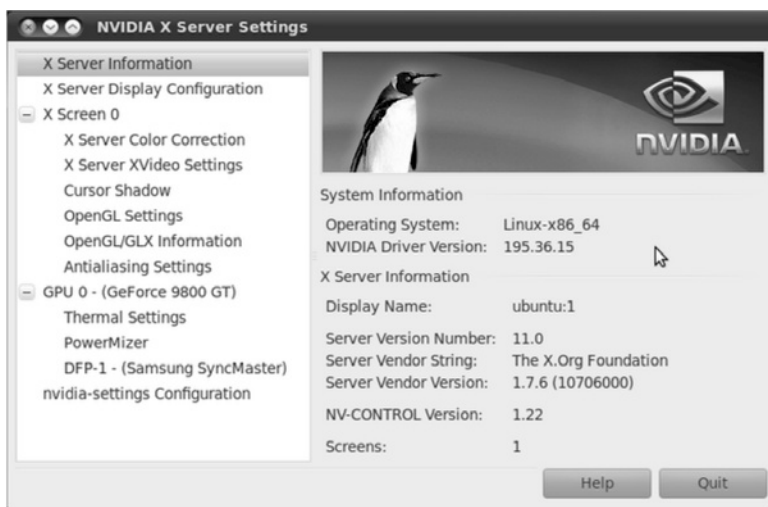 NVIDIA X Server Settings
X Server Information
X Server Display Configuration
X Screen 0
X Server Color Correction
X Server XVideo Settings
Cursor Shadow
OpenGL Settings
OpenGL/GLX Information
Antialiasing Settings
GPU 0 - (GeForce 9800 GT)
Thermal Settings
PowerMizer
DFP-1 - (Samsung SyncMaster)
nvidia-settings Configuration
NVIDIA
System Information
Operating System: Linux-x86_64
NVIDIA Driver Version: 195.36.15
X Server Information
Display Name: ubuntu:1
Server Version Number: 11.0
Server Vendor String: The X.Org Foundation
Server Vendor Version: 1.7.6 (10706000)
NV-CONTROL Version: 1.22
Screens: 1
Help Quit